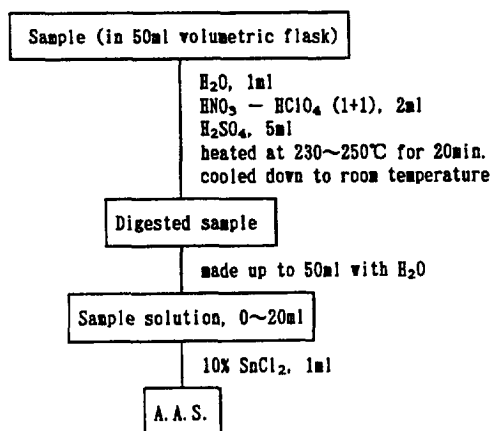 Sample (in 50ml volumetric flask)
H₂O, 1ml
HNO₃ − HClO₄ (1+1), 2ml
H₂SO₄, 5ml
heated at 230～250℃ for 20min.
cooled down to room temperature
Digested sample
made up to 50ml with H₂O
Sample solution, 0～20ml
10% SnCl₂, 1ml
A.A.S.